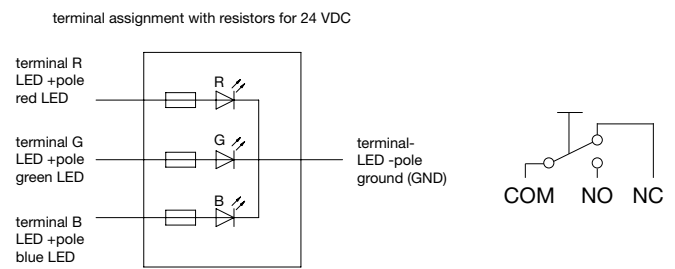 terminal assignment with resistors for 24 VDC
terminal R
LED +pole
red LED
R
terminal G
LED +pole
green LED
G
terminal-
LED -pole
ground (GND)
terminal B
LED +pole
blue LED
B
COM NO NC